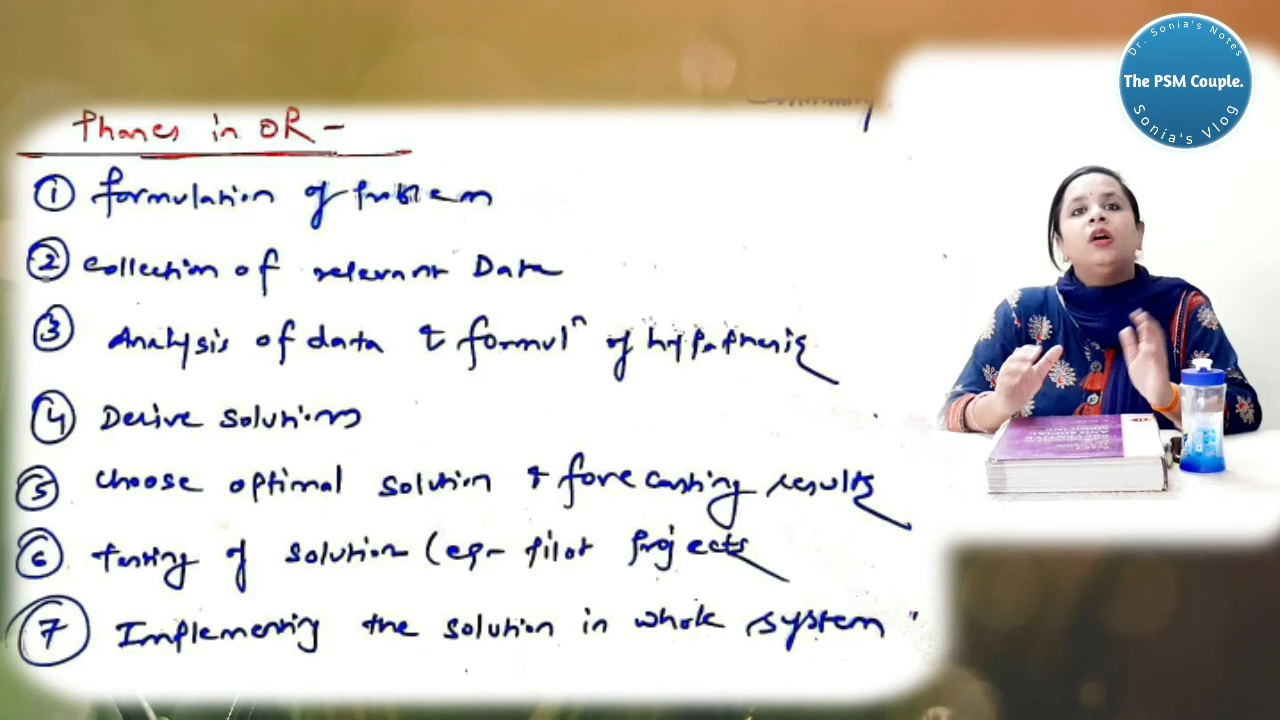 Phases in OR -
① formulation of problem
② Collection of relevant Data
③ Analysis of data & formulⁿ of hypothesis
④ Derive solutions
⑤ choose optimal solution & forecasting results
⑥ Testing of solution (eg- pilot projects
⑦ Implementing the solution in whole system
Dr. Sonia's Notes
The PSM Couple.
Sonia's Vlog